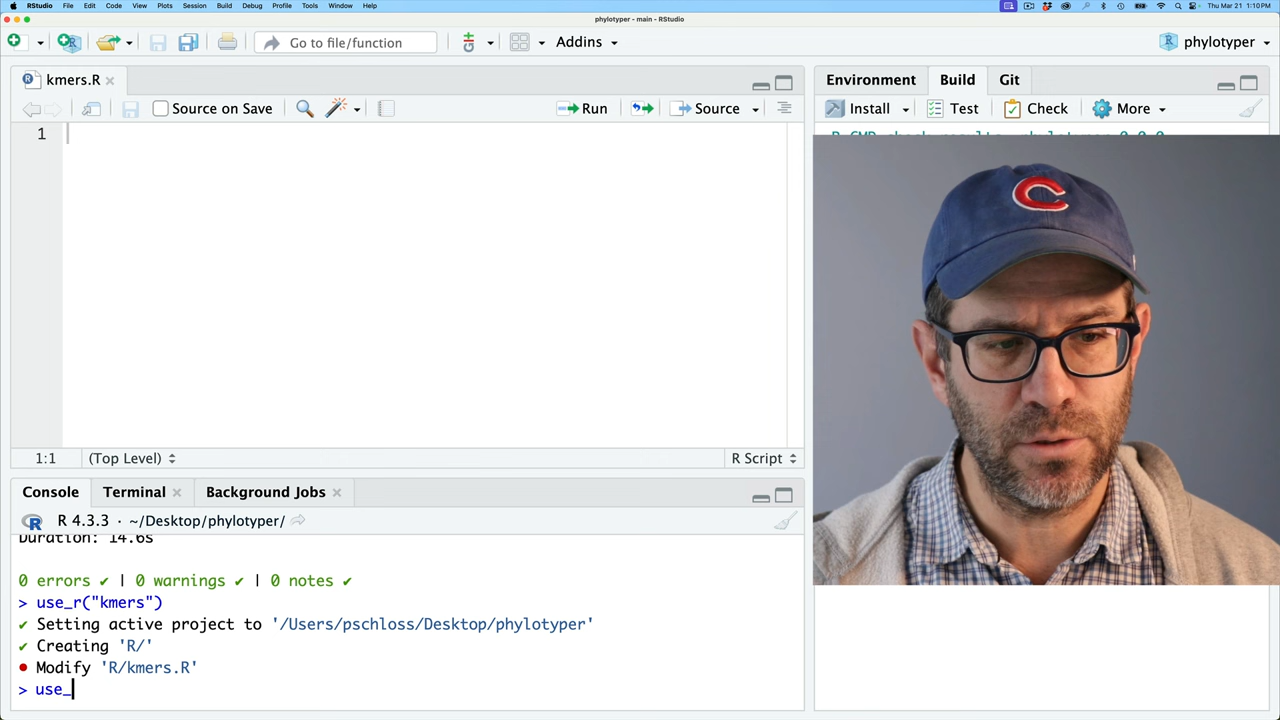 RStudio File Edit Code View Plots Session Build Debug Profile Tools Window Help Thu Mar 21 1:10 PM
phylotyper - main - RStudio
Go to file/function Addins phylotyper
kmers.R
Source on Save Run Source
1
1:1 (Top Level) R Script
Environment Build Git
Install Test Check More
Console Terminal Background Jobs
R 4.3.3 · ~/Desktop/phylotyper/
Duration: 14.6s
0 errors ✔ | 0 warnings ✔ | 0 notes ✔
> use_r("kmers")
✔ Setting active project to '/Users/pschloss/Desktop/phylotyper'
✔ Creating 'R/'
• Modify 'R/kmers.R'
> use_
C